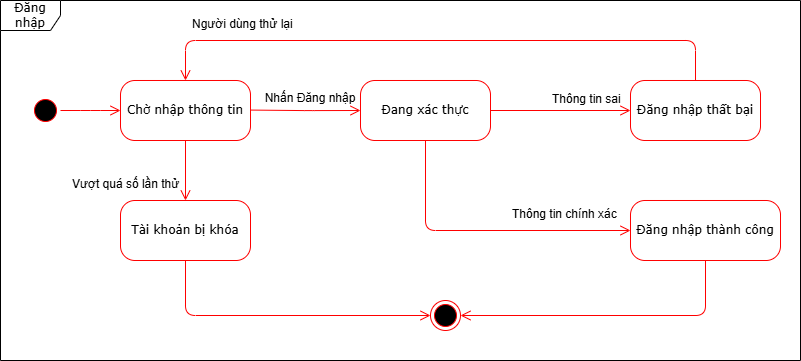 Đăng
nhập
Người dùng thử lại
Chờ nhập thông tin
Nhấn Đăng nhập
Đang xác thực
Thông tin sai
Đăng nhập thất bại
Vượt quá số lần thử
Tài khoản bị khóa
Thông tin chính xác
Đăng nhập thành công